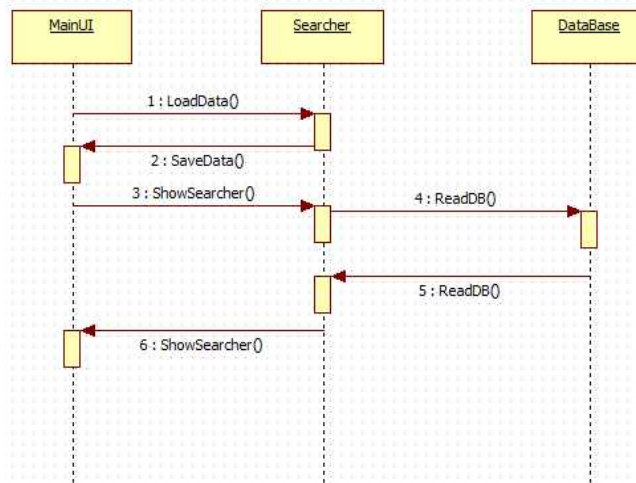 MainUI
Searcher
DataBase
1 : LoadData()
2 : SaveData()
3 : ShowSearcher()
4 : ReadDB()
5 : ReadDB()
6 : ShowSearcher()